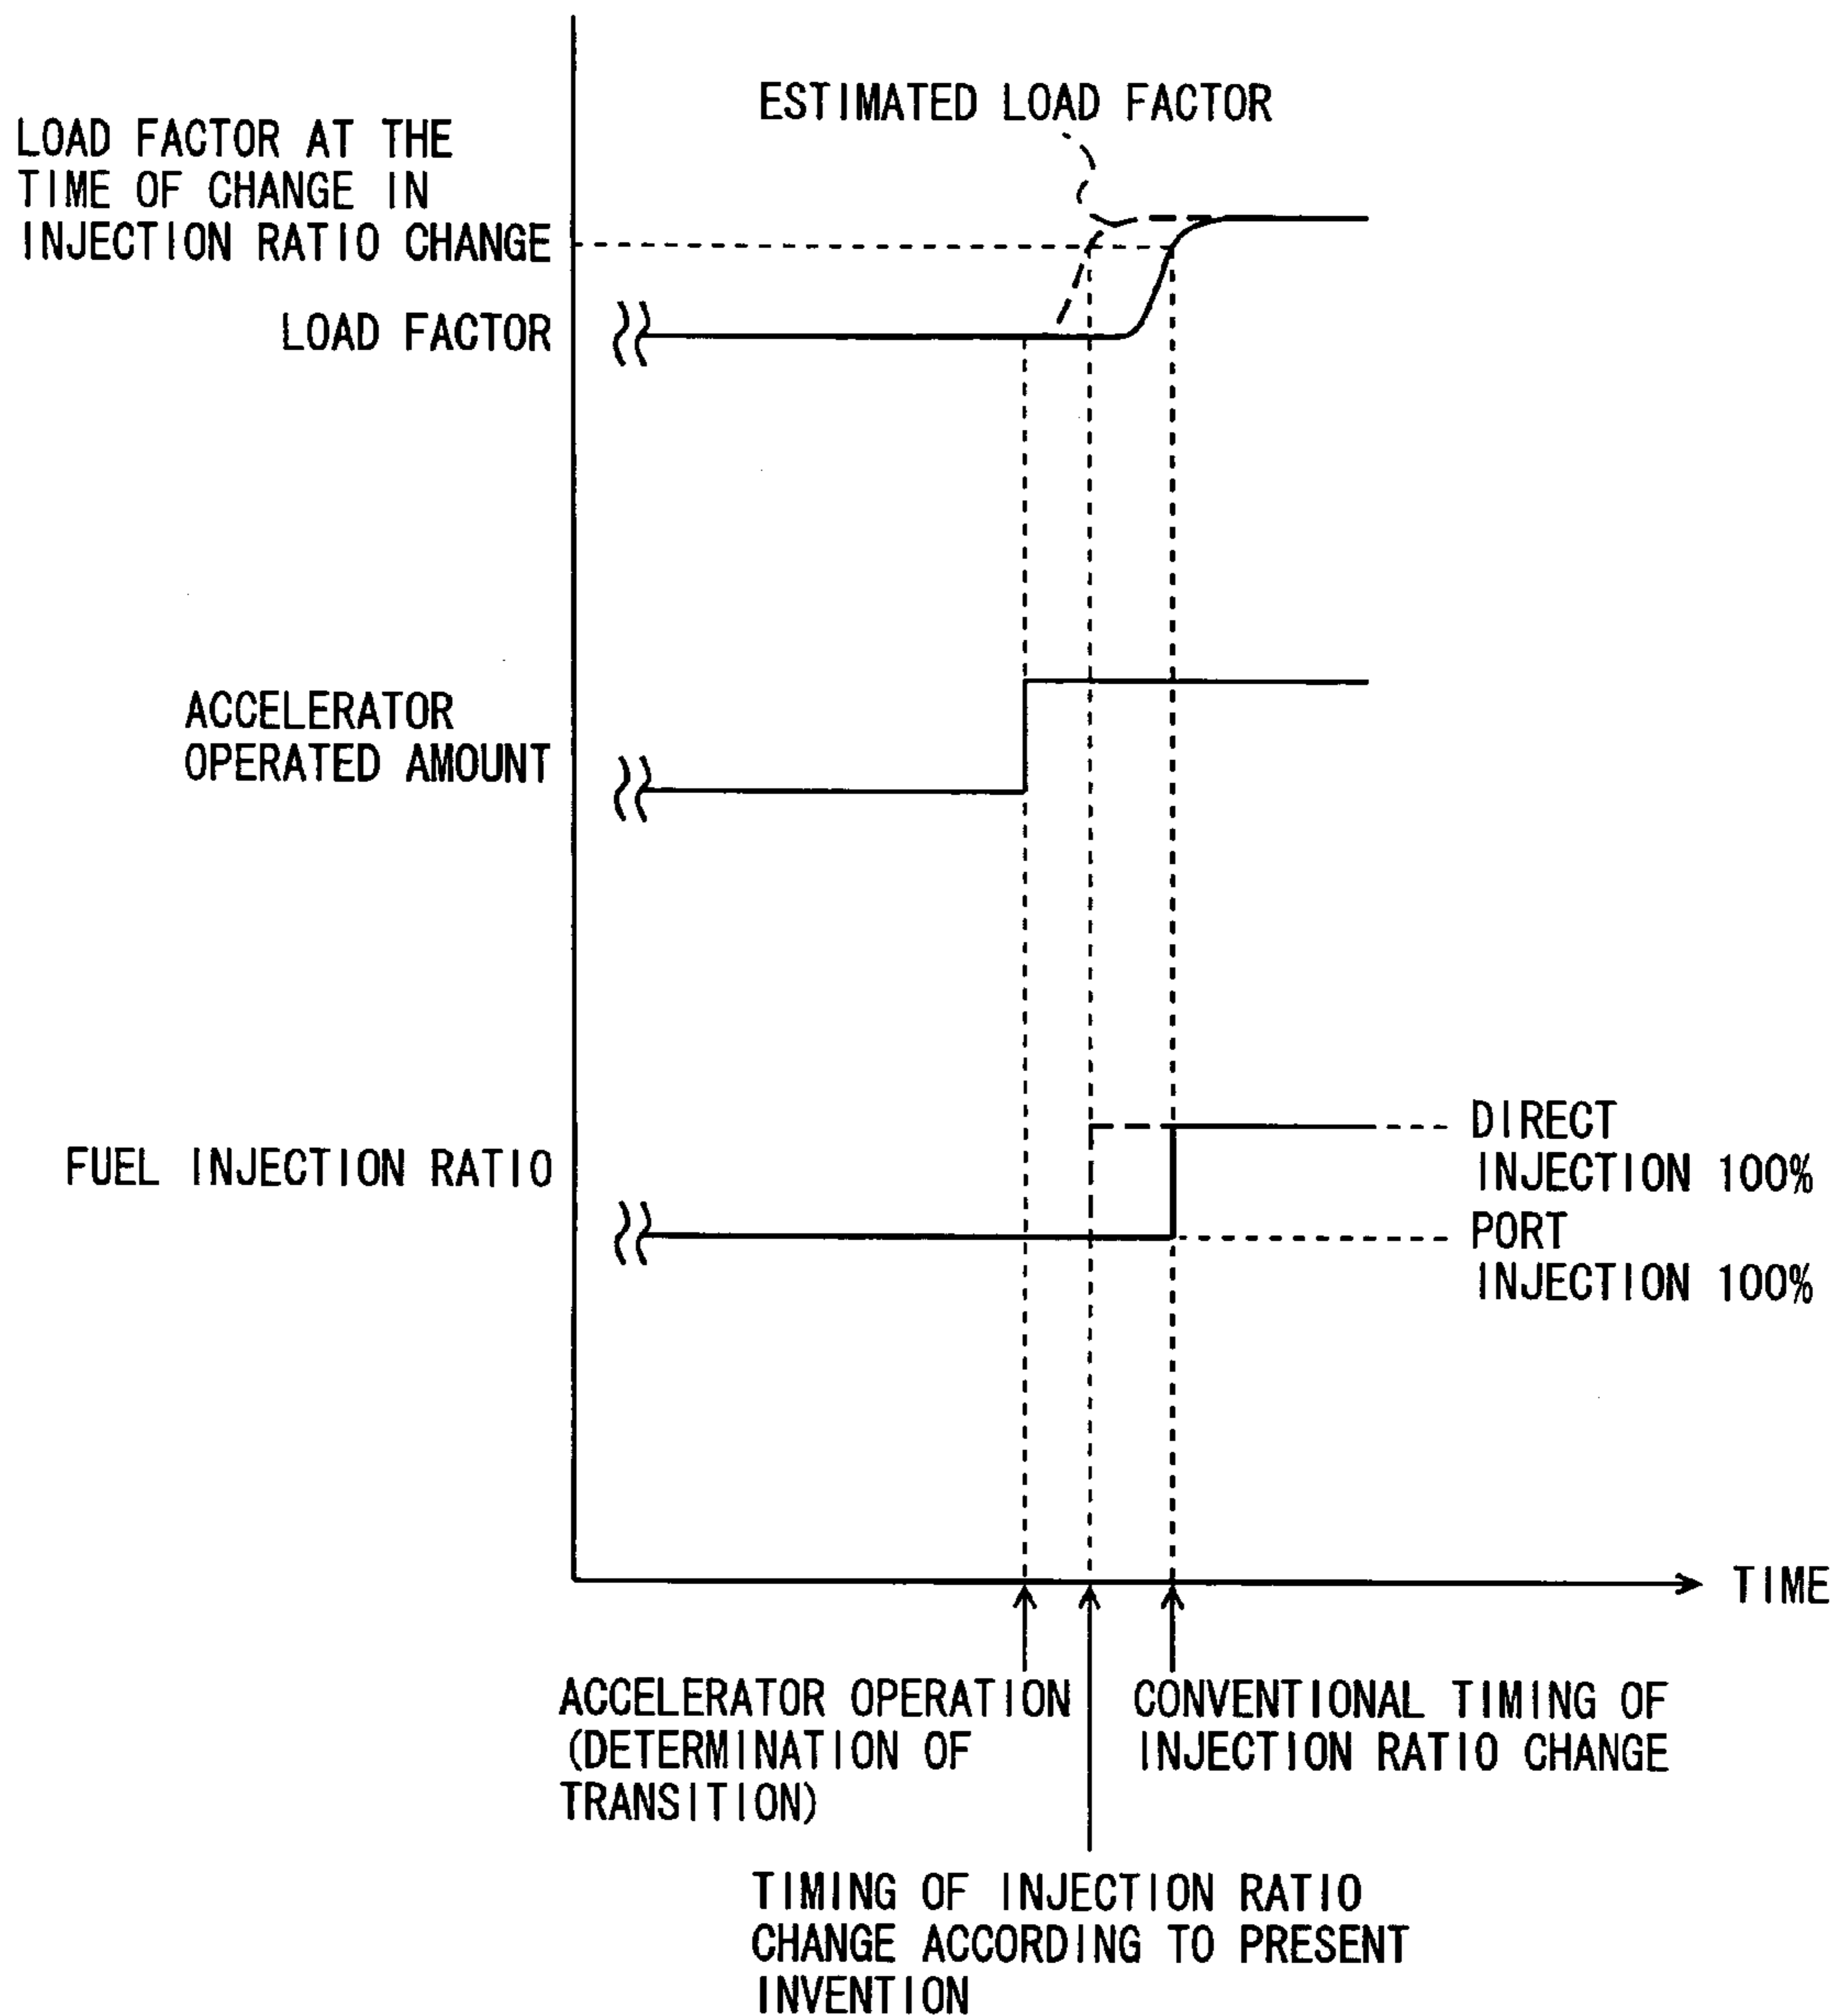 ESTIMATED LOAD FACTOR
LOAD FACTOR AT THE
TIME OF CHANGE IN
INJECTION RATIO CHANGE
LOAD FACTOR
ACCELERATOR
OPERATED AMOUNT
FUEL INJECTION RATIO
DIRECT
INJECTION 100%
PORT
INJECTION 100%
TIME
ACCELERATOR OPERATION
(DETERMINATION OF
TRANSITION)
CONVENTIONAL TIMING OF
INJECTION RATIO CHANGE
TIMING OF INJECTION RATIO
CHANGE ACCORDING TO PRESENT
INVENTION